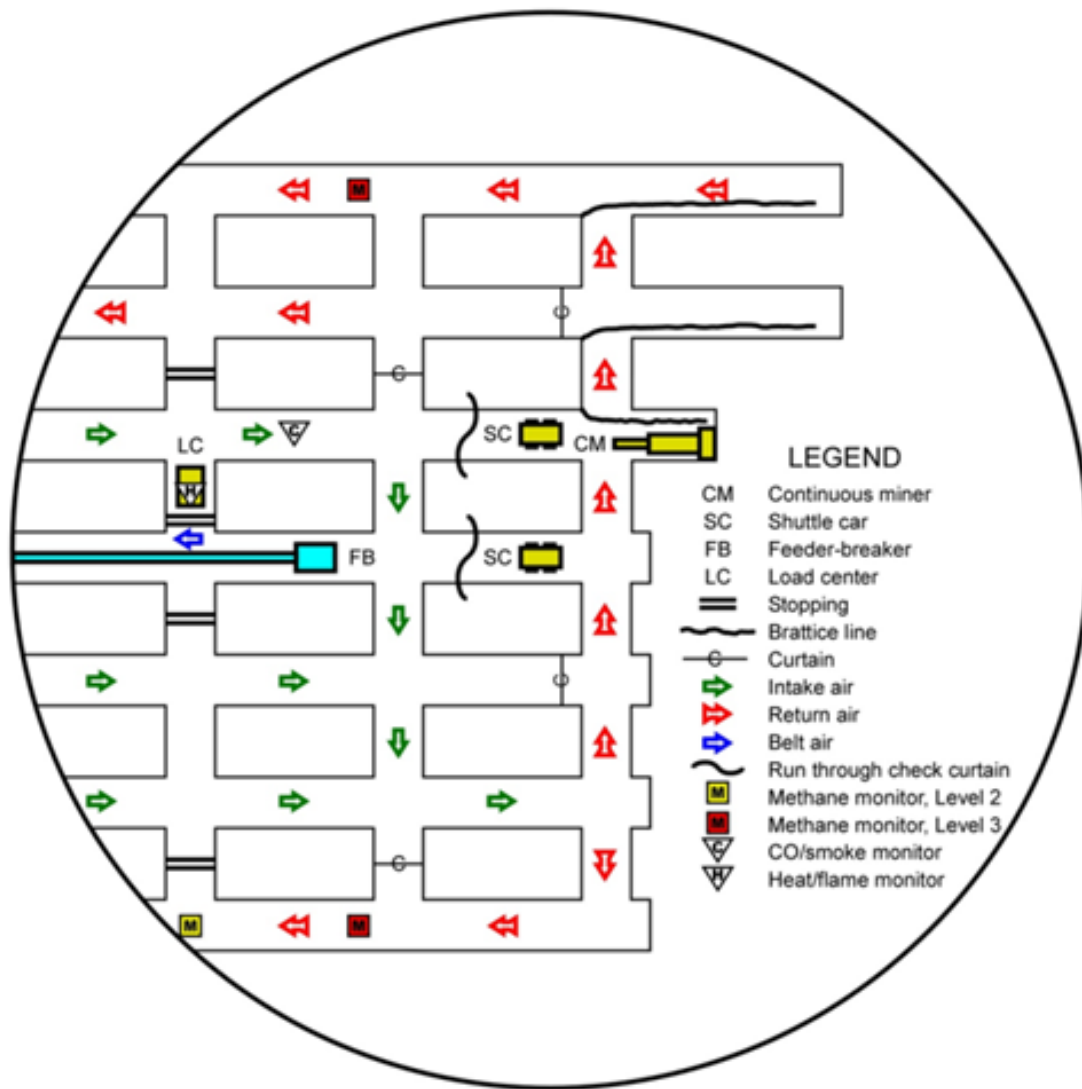 M
C
C
SC
CM
LC
C
H
FB
SC
C
C
M
M
LEGEND
CM Continuous miner
SC Shuttle car
FB Feeder-breaker
LC Load center
Stopping
Brattice line
C Curtain
Intake air
Return air
Belt air
Run through check curtain
M Methane monitor, Level 2
M Methane monitor, Level 3
C CO/smoke monitor
H Heat/flame monitor